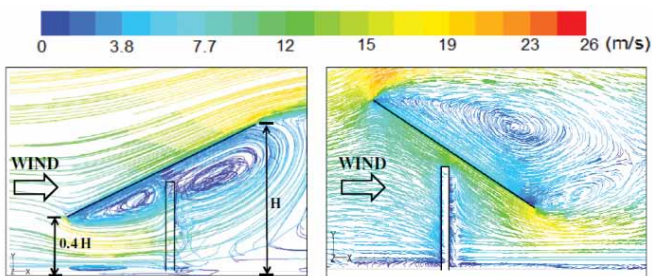 0 3.8 7.7 12 15 19 23 26 (m/s)
WIND
H
0.4 H
Y
Z X
WIND
Y
Z X